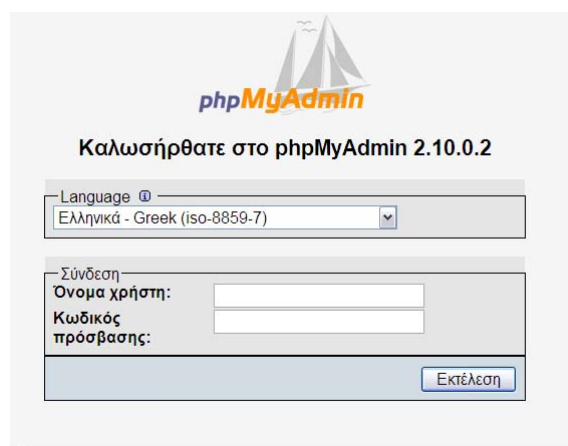 phpMyAdmin
Καλωσήρθατε στο phpMyAdmin 2.10.0.2
Language
Ελληνικά - Greek (iso-8859-7)
Σύνδεση
Όνομα χρήστη:
Κωδικός
πρόσβασης:
Εκτέλεση